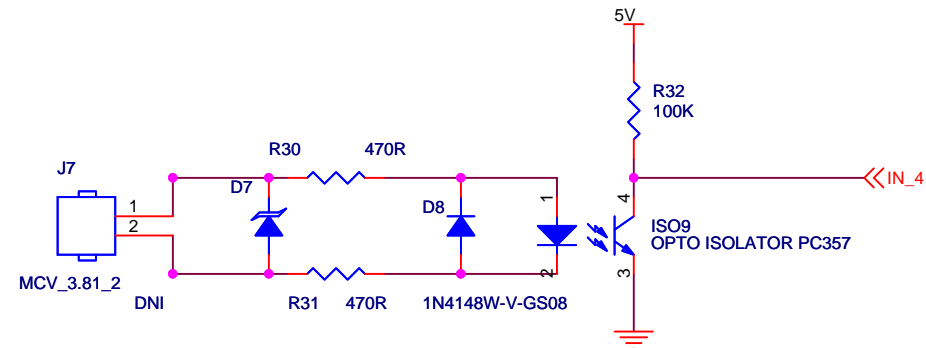 5V
R32
100K
R30
470R
J7
D7
IN_4
1
2
D8
1
4
ISO9
OPTO ISOLATOR PC357
2
3
MCV_3.81_2
DNI
R31
470R
1N4148W-V-GS08